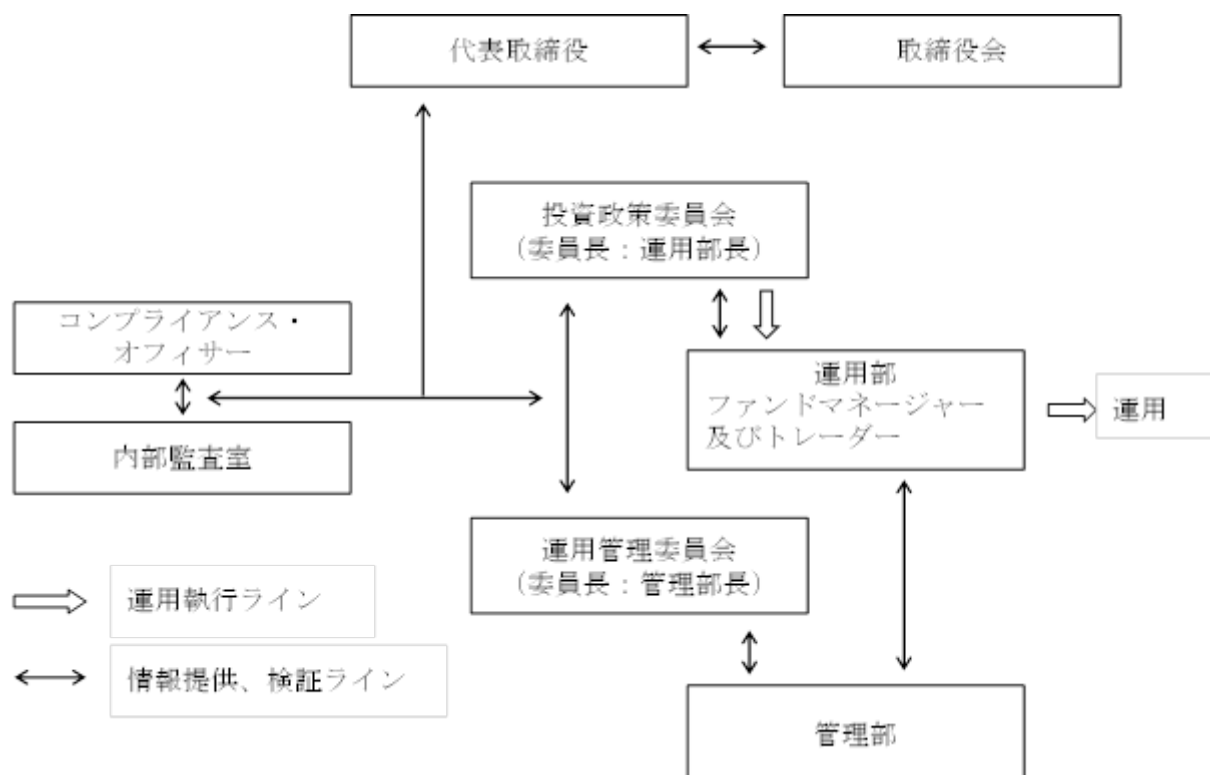 代表取締役
取締役会
投資政策委員会
（委員長：運用部長）
コンプライアンス・
オフィサー
運用部
ファンドマネージャー
及びトレーダー
運用
内部監査室
運用管理委員会
（委員長：管理部長）
運用執行ライン
情報提供、検証ライン
管理部